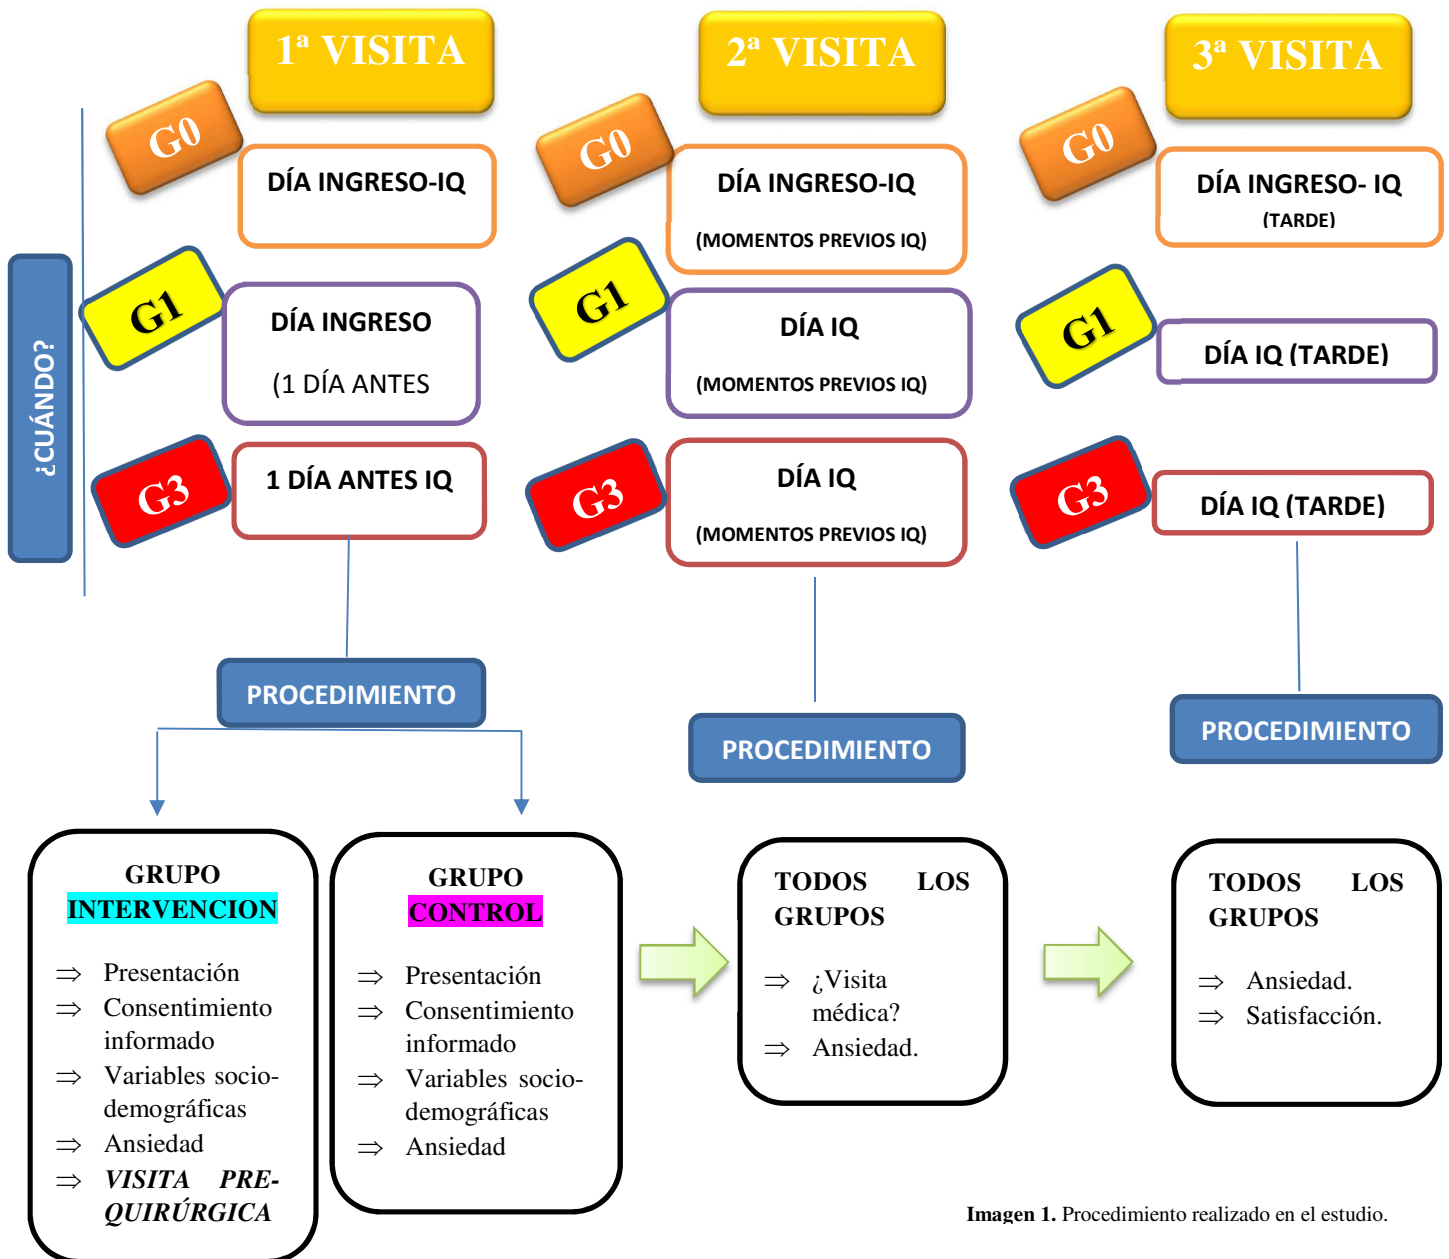 1ª VISITA
2ª VISITA
3ª VISITA
¿CUÁNDO?
G0
DÍA INGRESO-IQ
G0
DÍA INGRESO-IQ
(MOMENTOS PREVIOS IQ)
G0
DÍA INGRESO- IQ
(TARDE)
G1
DÍA INGRESO
(1 DÍA ANTES
G1
DÍA IQ
(MOMENTOS PREVIOS IQ)
G1
DÍA IQ (TARDE)
G3
1 DÍA ANTES IQ
G3
DÍA IQ
(MOMENTOS PREVIOS IQ)
G3
DÍA IQ (TARDE)
PROCEDIMIENTO
PROCEDIMIENTO
PROCEDIMIENTO
GRUPO
INTERVENCION
⇒ Presentación
⇒ Consentimiento
informado
⇒ Variables socio-
demográficas
⇒ Ansiedad
⇒ VISITA PRE-
QUIRÚRGICA
GRUPO
CONTROL
⇒ Presentación
⇒ Consentimiento
informado
⇒ Variables socio-
demográficas
⇒ Ansiedad
TODOS LOS
GRUPOS
⇒ ¿Visita
médica?
⇒ Ansiedad.
TODOS LOS
GRUPOS
⇒ Ansiedad.
⇒ Satisfacción.
Imagen 1. Procedimiento realizado en el estudio.